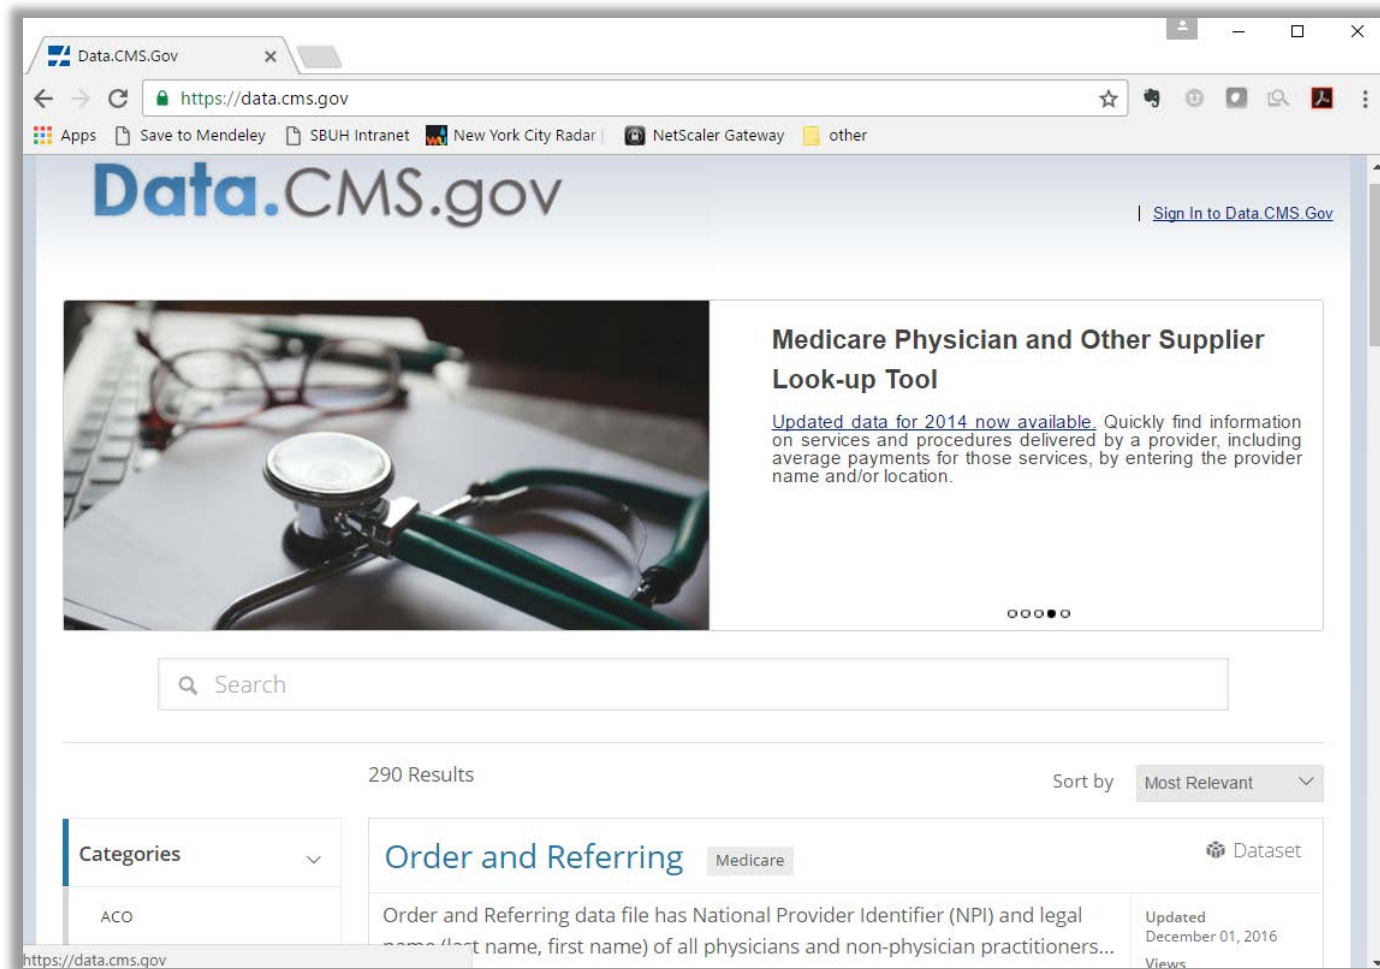 Data.CMS.Gov
https://data.cms.gov
Apps Save to Mendeley SBUH Intranet New York City Radar | NetScaler Gateway other
Data.CMS.gov
| Sign In to Data.CMS.Gov
Medicare Physician and Other Supplier
Look-up Tool
Updated data for 2014 now available. Quickly find information
on services and procedures delivered by a provider, including
average payments for those services, by entering the provider
name and/or location.
Search
290 Results
Sort by Most Relevant
Categories
ACO
Order and Referring Medicare
Dataset
Order and Referring data file has National Provider Identifier (NPI) and legal
name (last name, first name) of all physicians and non-physician practitioners...
Updated
December 01, 2016
Views
https://data.cms.gov